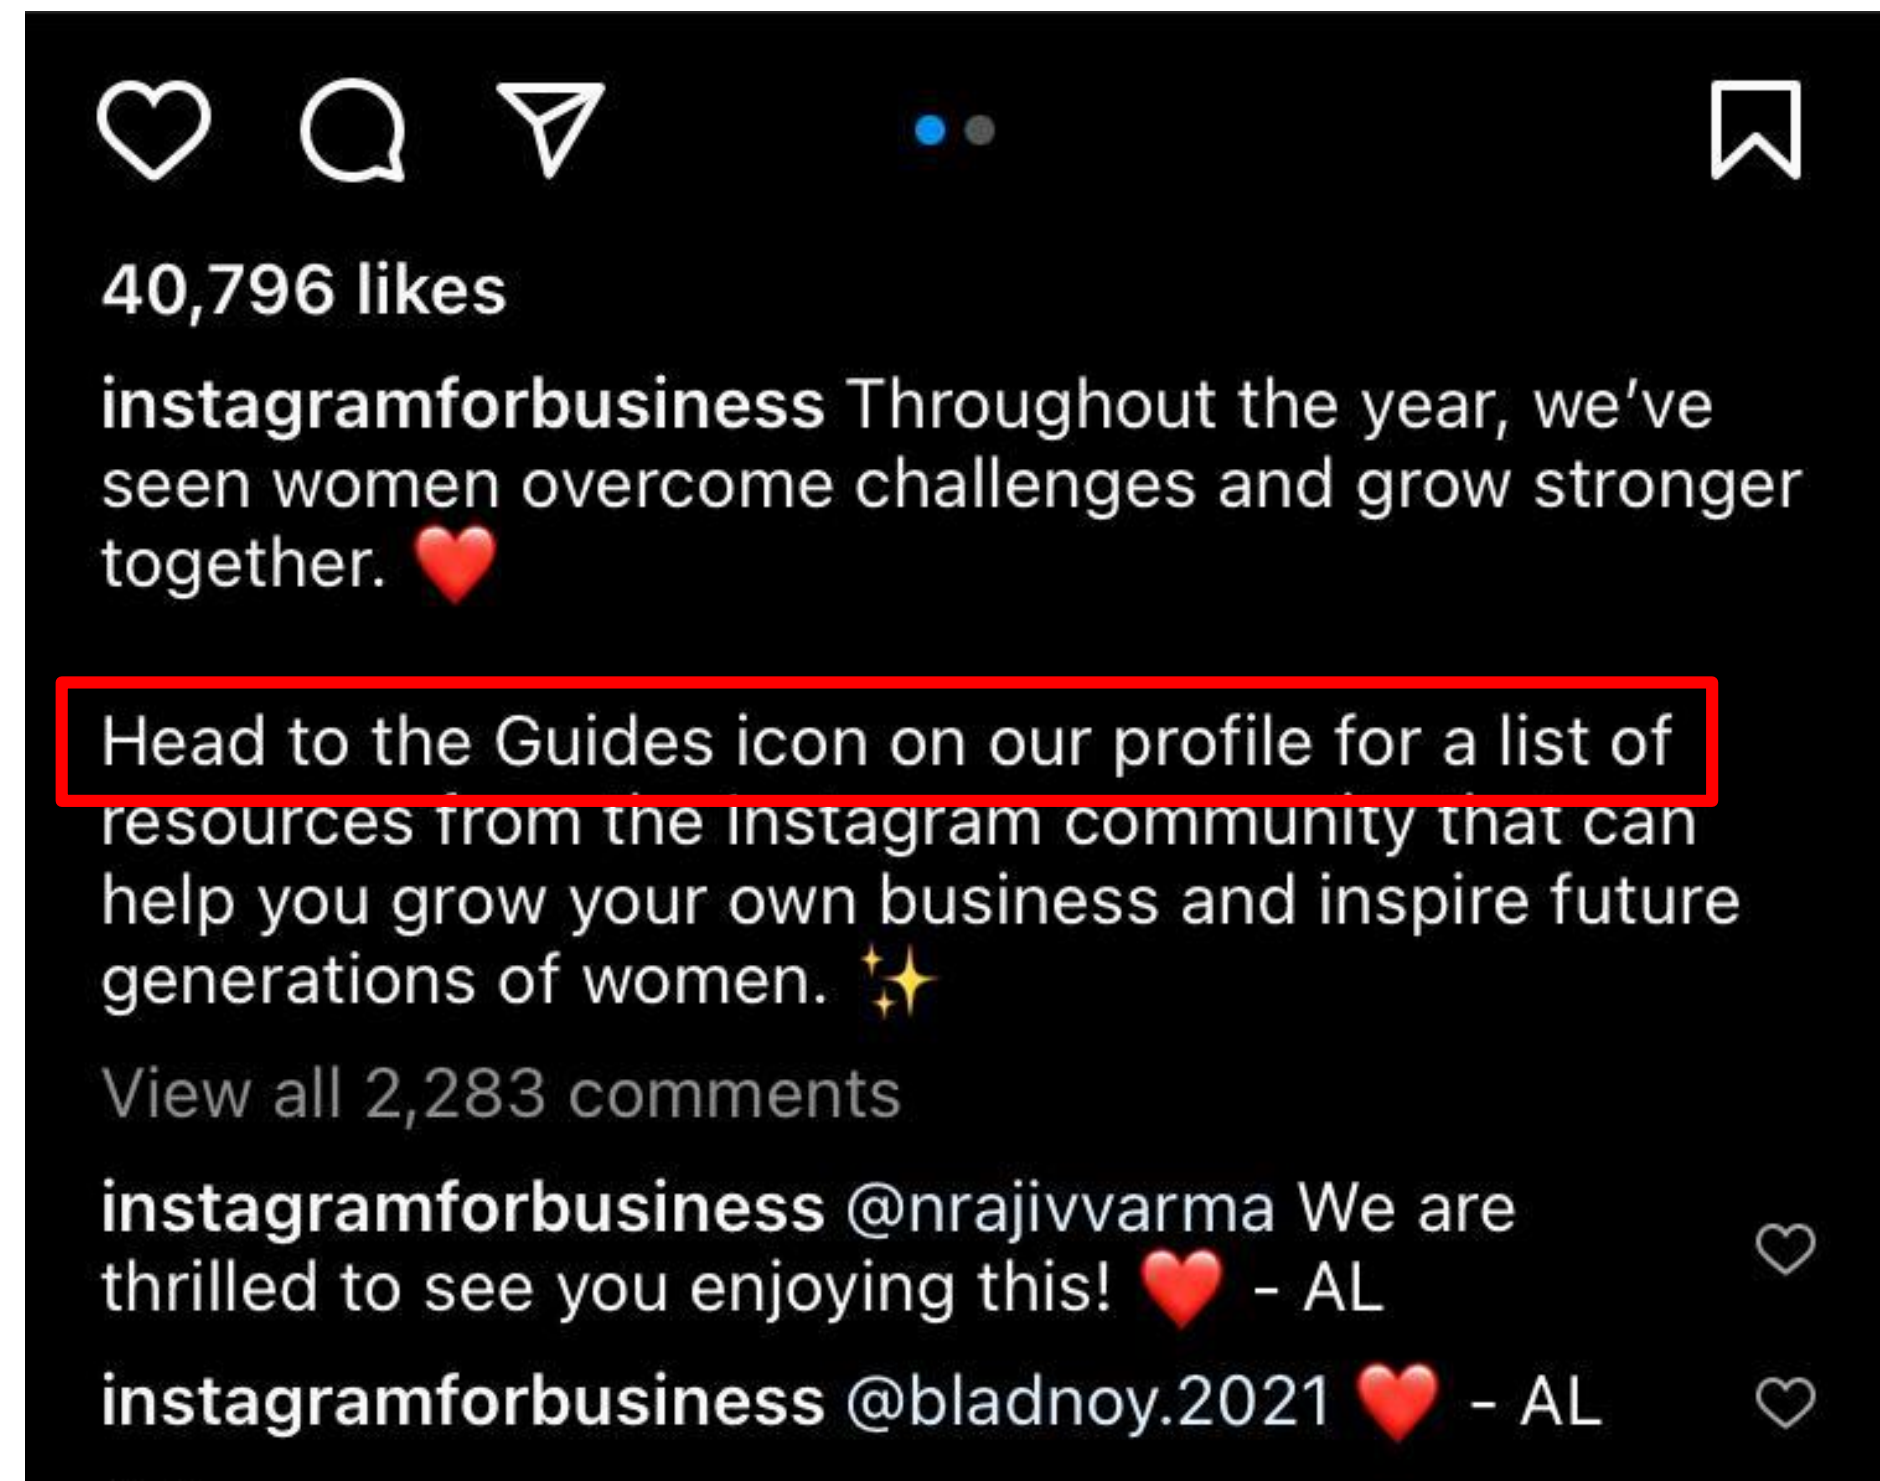 40,796 likes
instagramforbusiness Throughout the year, we’ve
seen women overcome challenges and grow stronger
together. ❤️
Head to the Guides icon on our profile for a list of
resources from the Instagram community that can
help you grow your own business and inspire future
generations of women. ✨
View all 2,283 comments
instagramforbusiness @nrajivvarma We are
thrilled to see you enjoying this! ❤️ - AL
instagramforbusiness @bladnoy.2021 ❤️ - AL